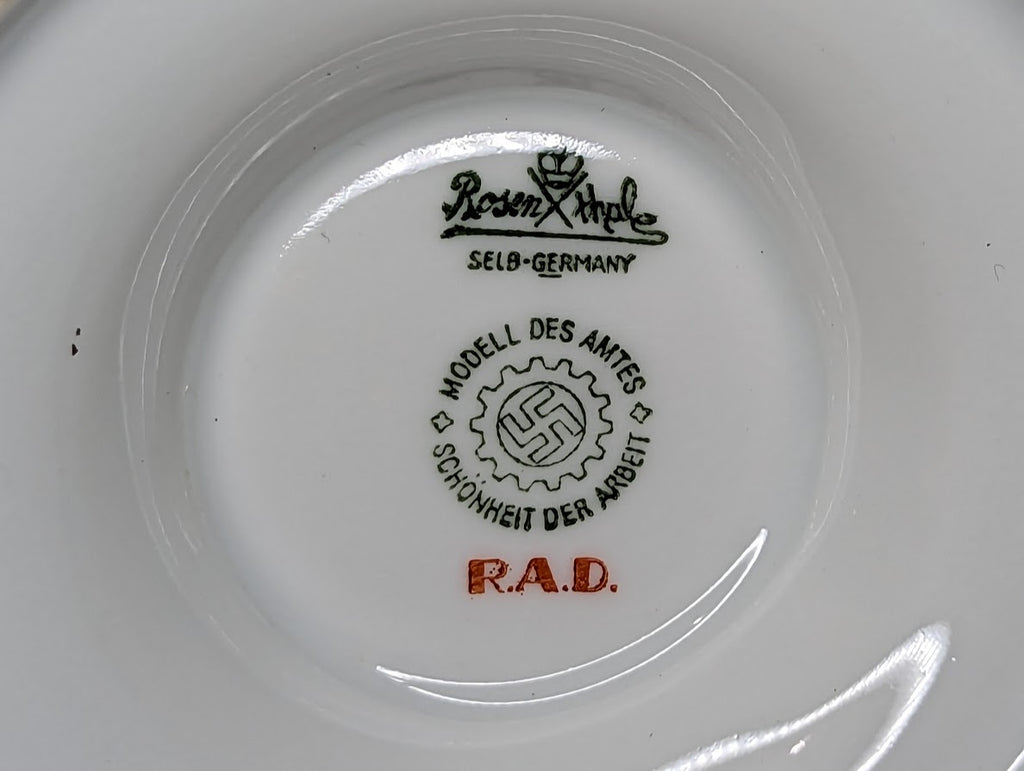 Rosenthal
SELB-GERMANY
MODELL DES AMTES
SCHÖNHEIT DER ARBEIT
R.A.D.